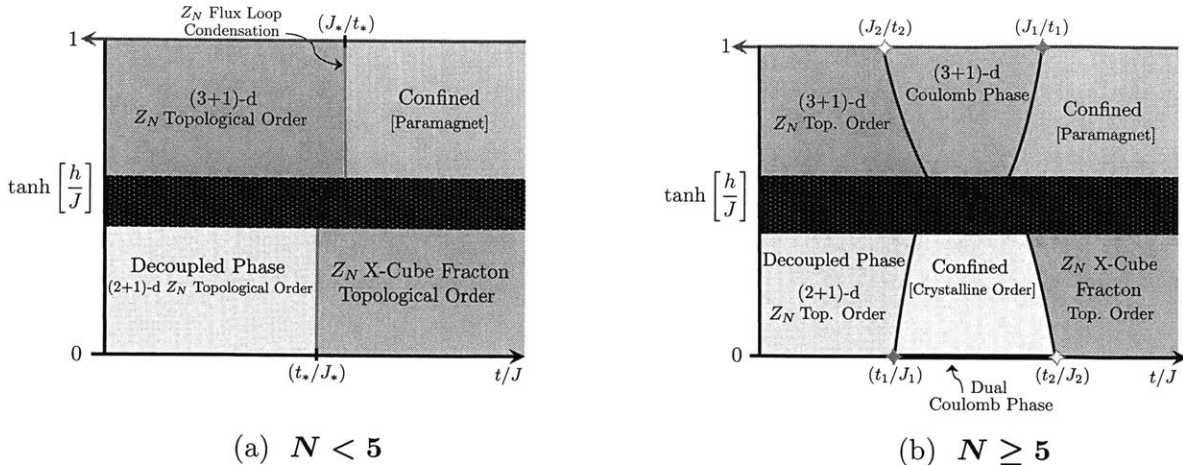 Z_N Flux Loop
Condensation
(J_*/t_*)
1
(3+1)-d
Z_N Topological Order
Confined
[Paramagnet]
tanh [h/J]
Decoupled Phase
(2+1)-d Z_N Topological Order
Z_N X-Cube Fracton
Topological Order
0
(t_*/J_*)
t/J
(a) N < 5
(J_2/t_2)
(J_1/t_1)
1
(3+1)-d
Z_N Top. Order
(3+1)-d
Coulomb Phase
Confined
[Paramagnet]
tanh [h/J]
Decoupled Phase
(2+1)-d
Z_N Top. Order
Confined
[Crystalline Order]
Z_N X-Cube
Fracton
Top. Order
0
(t_1/J_1)
(t_2/J_2)
t/J
Dual
Coulomb Phase
(b) N ≥ 5